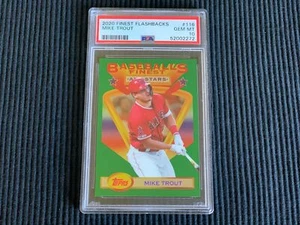 2020 FINEST FLASHBACKS #116
MIKE TROUT GEM MT
10
PSA 52002272
BASEBALL'S
FINEST
ALL-STARS
Topps MIKE TROUT